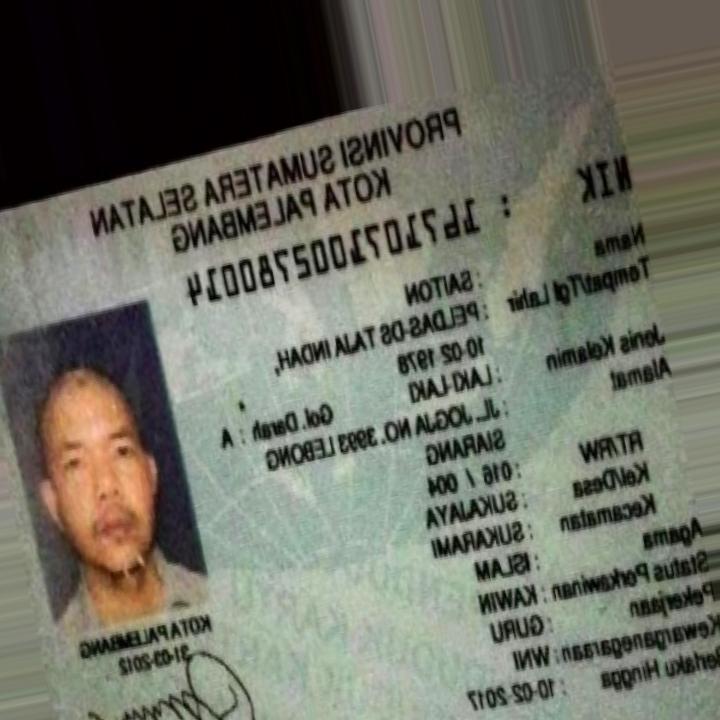 PROVINSI SUMATERA SELATAN
KOTA PALEMBANG
NIK : 1671071002780014
Nama : SAITON
Tempat/Tgl Lahir : PELDAS-DS TALA INDAH,
10-02-1978
Jenis Kelamin : LAKI-LAKI Gol. Darah : A
Alamat : JL. JOGJA NO. 3993 LEBONG
SIARANG
RT/RW : 016 / 004
Kel/Desa : SUKAJAYA
Kecamatan : SUKARAMI
Agama : ISLAM
Status Perkawinan : KAWIN
Pekerjaan : GURU
Kewarganegaraan : WNI
Berlaku Hingga : 10-02-2017
KOTA PALEMBANG
31-03-2012